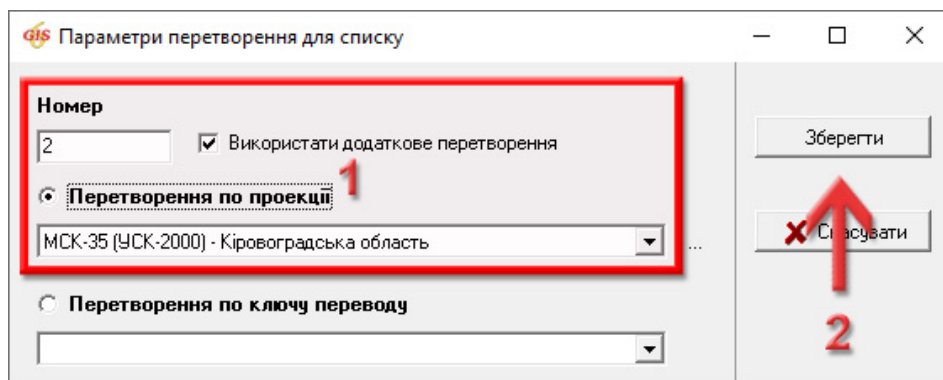 GIS Параметри перетворення для списку
Номер
2
Використати додаткове перетворення
1
Перетворення по проекції
МСК-35 (УСК-2000) - Кіровоградська область
...
Перетворення по ключу переводу
Зберегти
Скасувати
2